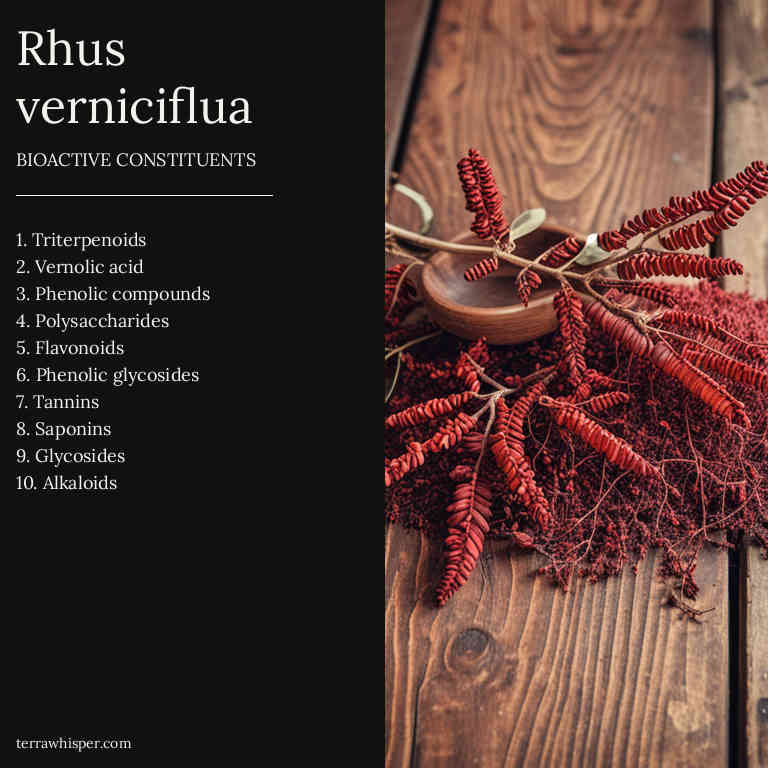 Rhus
verniciflua
BIOACTIVE CONSTITUENTS
1. Triterpenoids
2. Vernolic acid
3. Phenolic compounds
4. Polysaccharides
5. Flavonoids
6. Phenolic glycosides
7. Tannins
8. Saponins
9. Glycosides
10. Alkaloids
terrawhisper.com